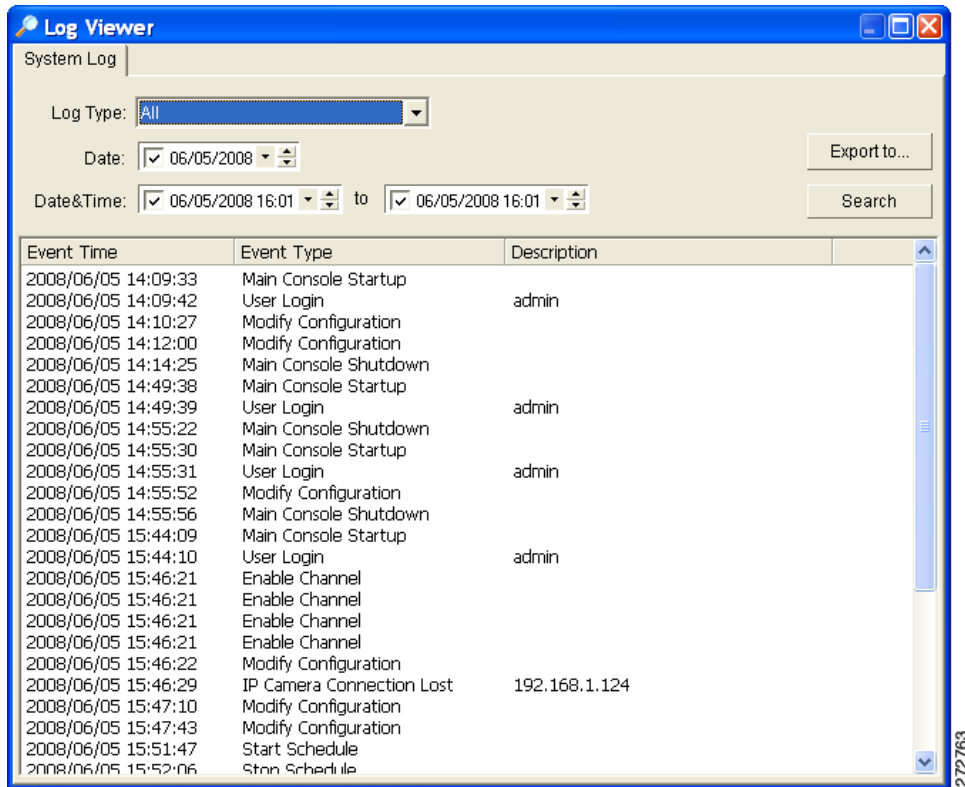 Log Viewer
System Log
Log Type: All
Date: 06/05/2008
Export to...
Date&Time: 06/05/2008 16:01 to 06/05/2008 16:01
Search
Event Time Event Type Description
2008/06/05 14:09:33 Main Console Startup
2008/06/05 14:09:42 User Login admin
2008/06/05 14:10:27 Modify Configuration
2008/06/05 14:12:00 Modify Configuration
2008/06/05 14:14:25 Main Console Shutdown
2008/06/05 14:49:38 Main Console Startup
2008/06/05 14:49:39 User Login admin
2008/06/05 14:55:22 Main Console Shutdown
2008/06/05 14:55:30 Main Console Startup
2008/06/05 14:55:31 User Login admin
2008/06/05 14:55:52 Modify Configuration
2008/06/05 14:55:56 Main Console Shutdown
2008/06/05 15:44:09 Main Console Startup
2008/06/05 15:44:10 User Login admin
2008/06/05 15:46:21 Enable Channel
2008/06/05 15:46:21 Enable Channel
2008/06/05 15:46:21 Enable Channel
2008/06/05 15:46:21 Enable Channel
2008/06/05 15:46:22 Modify Configuration
2008/06/05 15:46:29 IP Camera Connection Lost 192.168.1.124
2008/06/05 15:47:10 Modify Configuration
2008/06/05 15:47:43 Modify Configuration
2008/06/05 15:51:47 Start Schedule
2008/06/05 15:52:06 Stop Schedule
272763